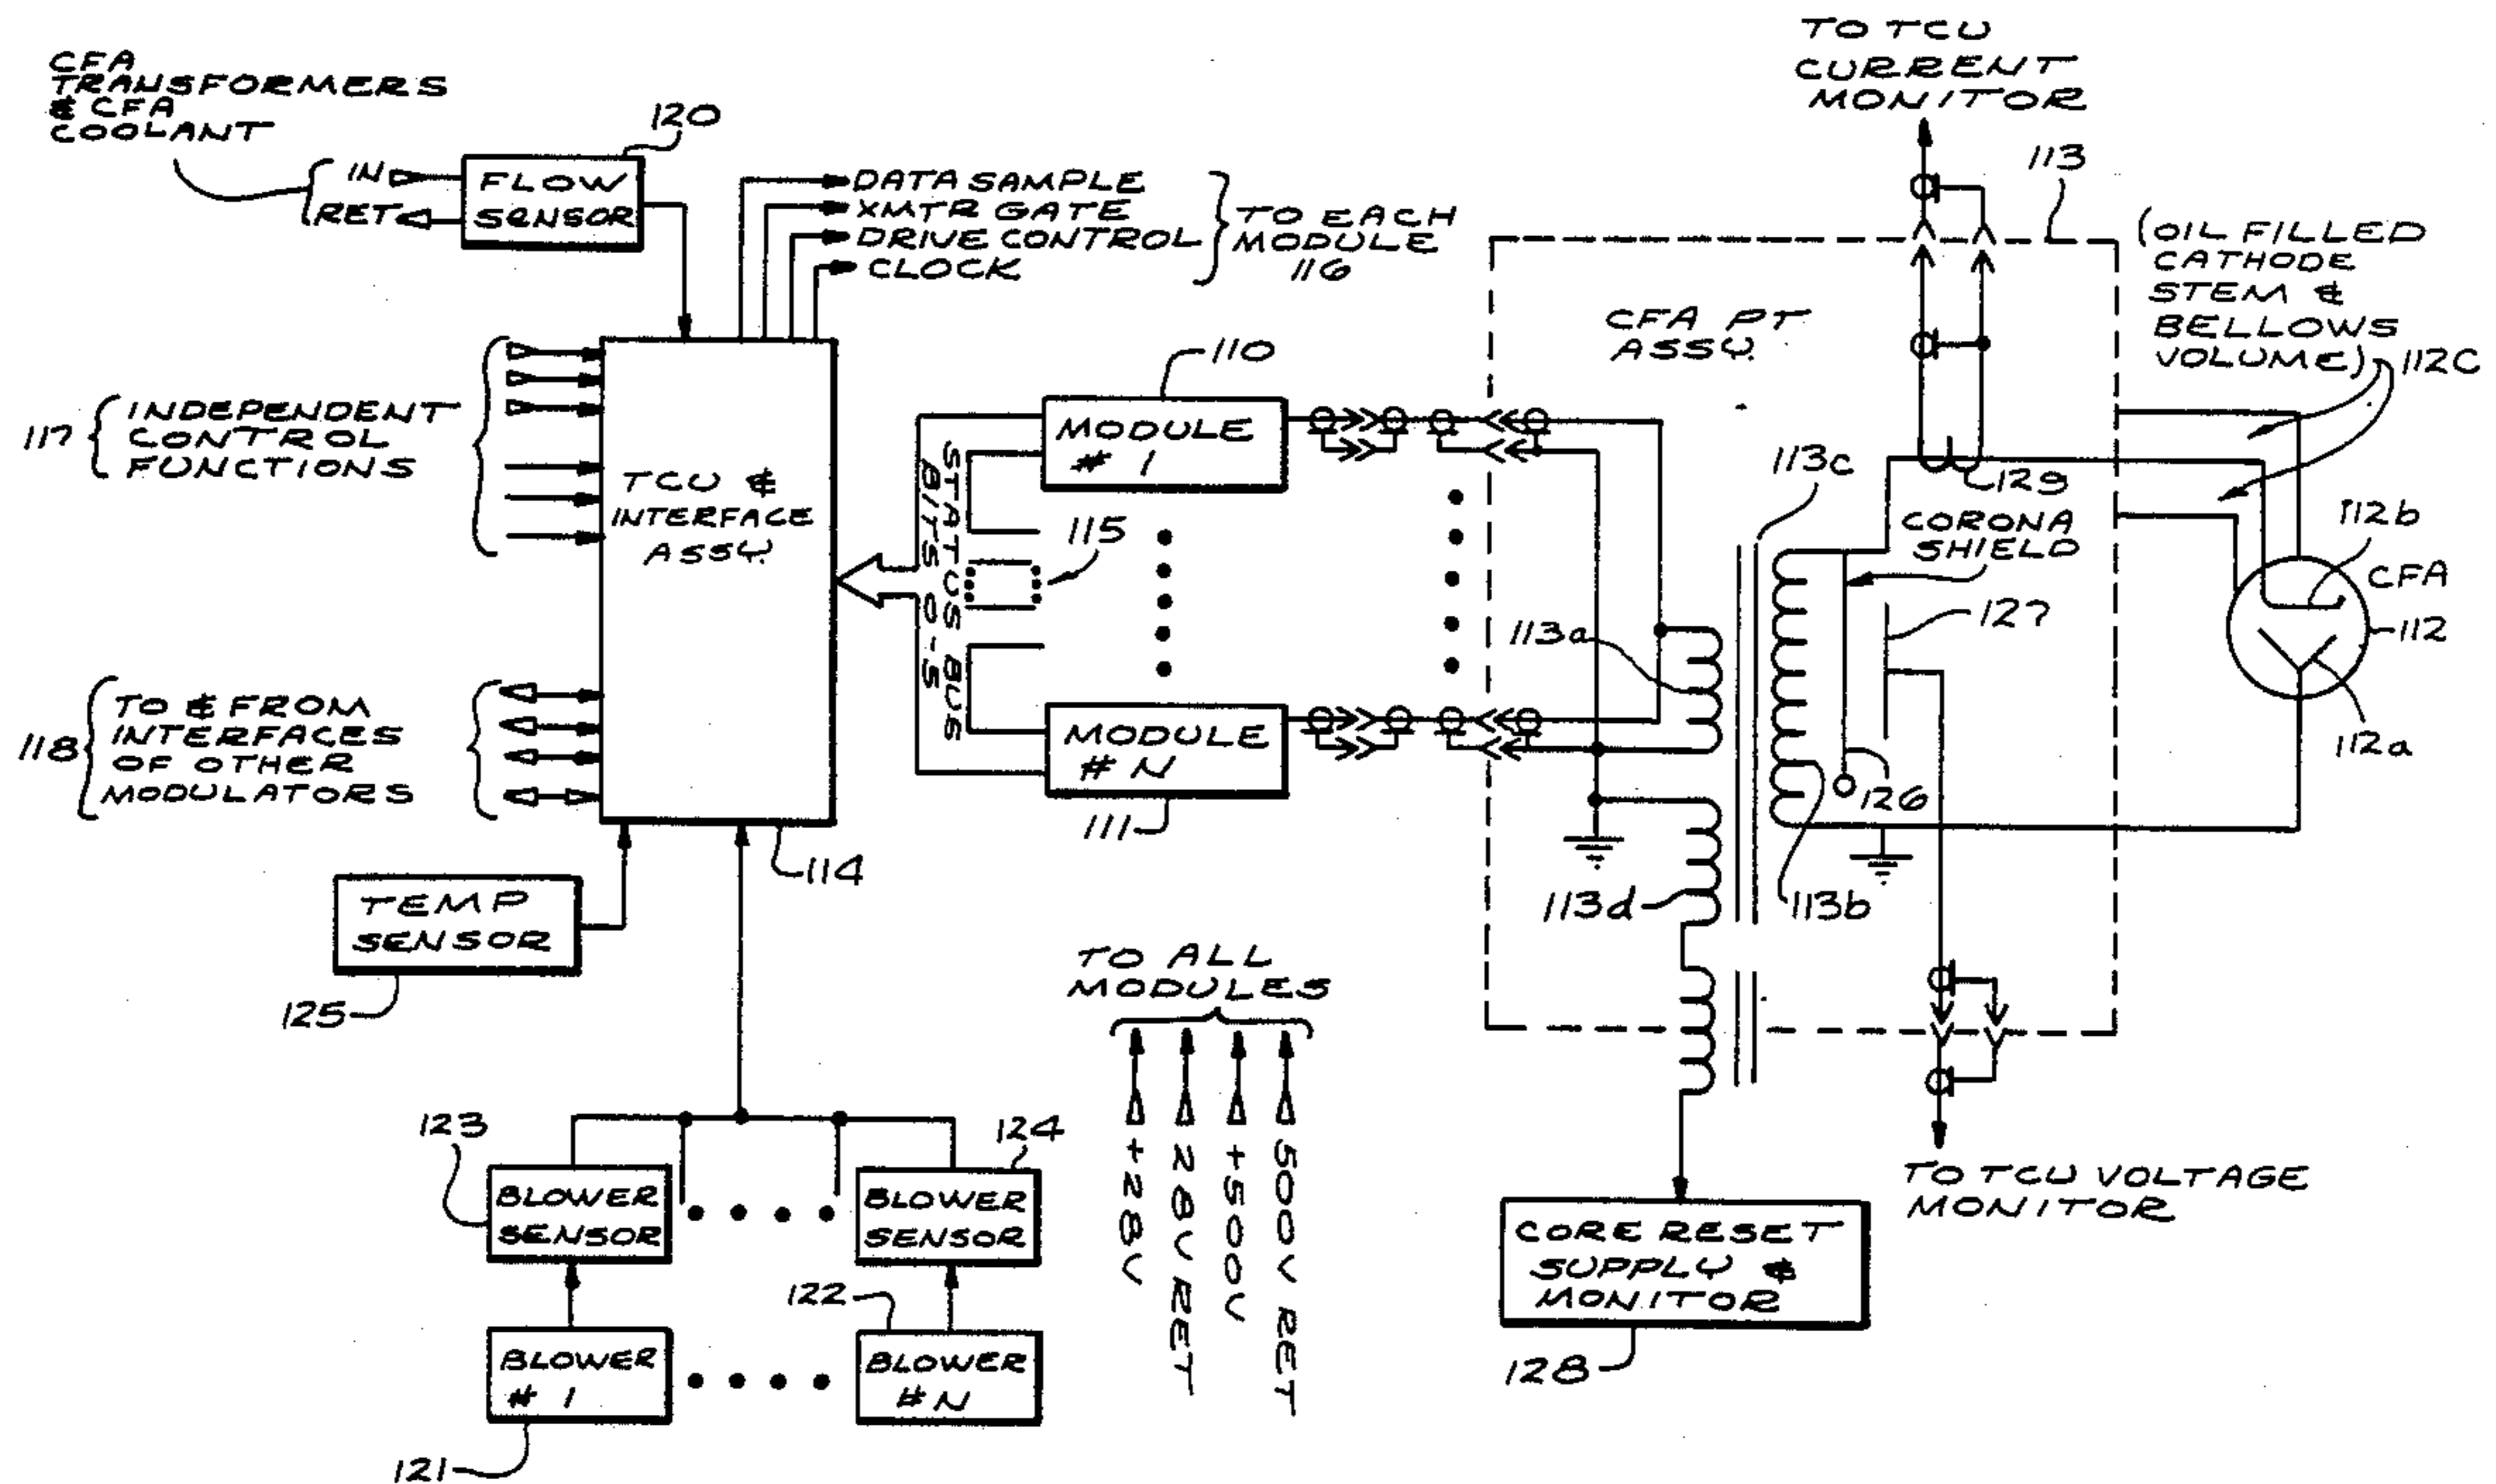 TO TCU
CURRENT
MONITOR
CFA
TRANSFORMERS
& CFA
COOLANT
120
IN
RET
FLOW
SENSOR
DATA SAMPLE
XMTR GATE
DRIVE CONTROL
CLOCK
TO EACH
MODULE
116
113
(OIL FILLED
CATHODE
STEM &
BELLOWS
VOLUME)
112C
CFA PT
ASSY.
117
INDEPENDENT
CONTROL
FUNCTIONS
TCU &
INTERFACE
ASSY.
110
MODULE
# 1
STATUS BUS
BITS 0-5
115
113c
129
CORONA
SHIELD
112b
CFA
112
112a
127
113a
126
118
TO & FROM
INTERFACES
OF OTHER
MODULATORS
MODULE
# N
111
114
113d
113b
TEMP
SENSOR
125
TO ALL
MODULES
+28V
28V RET
+500V
500V RET
123
124
BLOWER
SENSOR
BLOWER
SENSOR
TO TCU VOLTAGE
MONITOR
CORE RESET
SUPPLY &
MONITOR
128
122
BLOWER
# 1
BLOWER
# N
121